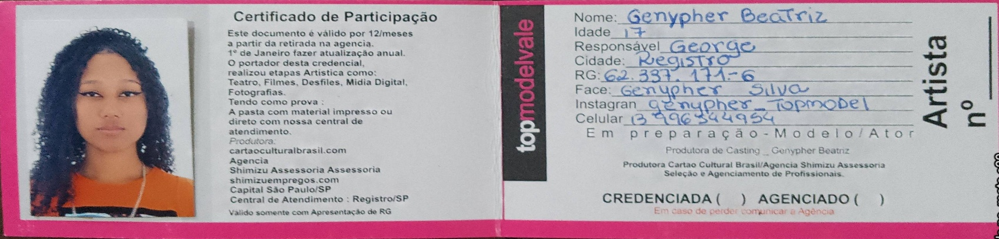 Certificado de Participação
Este documento é válido por 12/meses
a partir da retirada na agencia.
1º de Janeiro fazer atualização anual.
O portador desta credencial,
realizou etapas Artistica como:
Teatro, Filmes, Desfiles, Midia Digital,
Fotografias.
Tendo como prova :
A pasta com material impresso ou
direto com nossa central de
atendimento.
Produtora:
cartaoculturalbrasil.com
Agencia
Shimizu Assessoria Assessoria
shimizuempregos.com
Capital São Paulo/SP
Central de Atendimento : Registro/SP
Válido somente com Apresentação de RG
topmodelvale
Nome: Genypher Beatriz
Idade 17
Responsável George
Cidade: Registro
RG: 62.337.171-6
Face: Genypher Silva
Instagran genypher_Topmodel
Celular 13 996344954
Em preparação-Modelo/Ator
Produtora de Casting _ Genypher Beatriz
Produtora Cartao Cultural Brasil/Agencia Shimizu Assessoria
Seleção e Agenciamento de Profissionais.
CREDENCIADA ( ) AGENCIADO ( )
Em caso de perder comunicar a Agência
Artista
nº